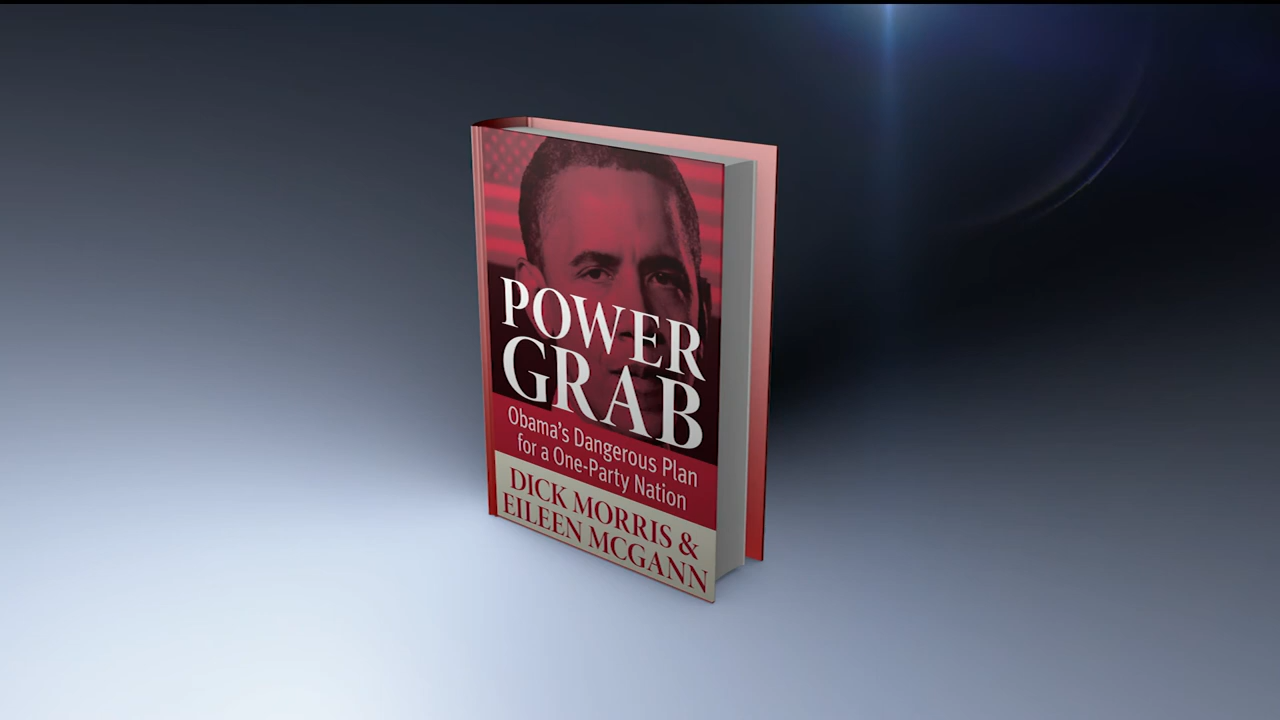 POWER
GRAB
Obama's Dangerous Plan
for a One-Party Nation
DICK MORRIS &
EILEEN MCGANN